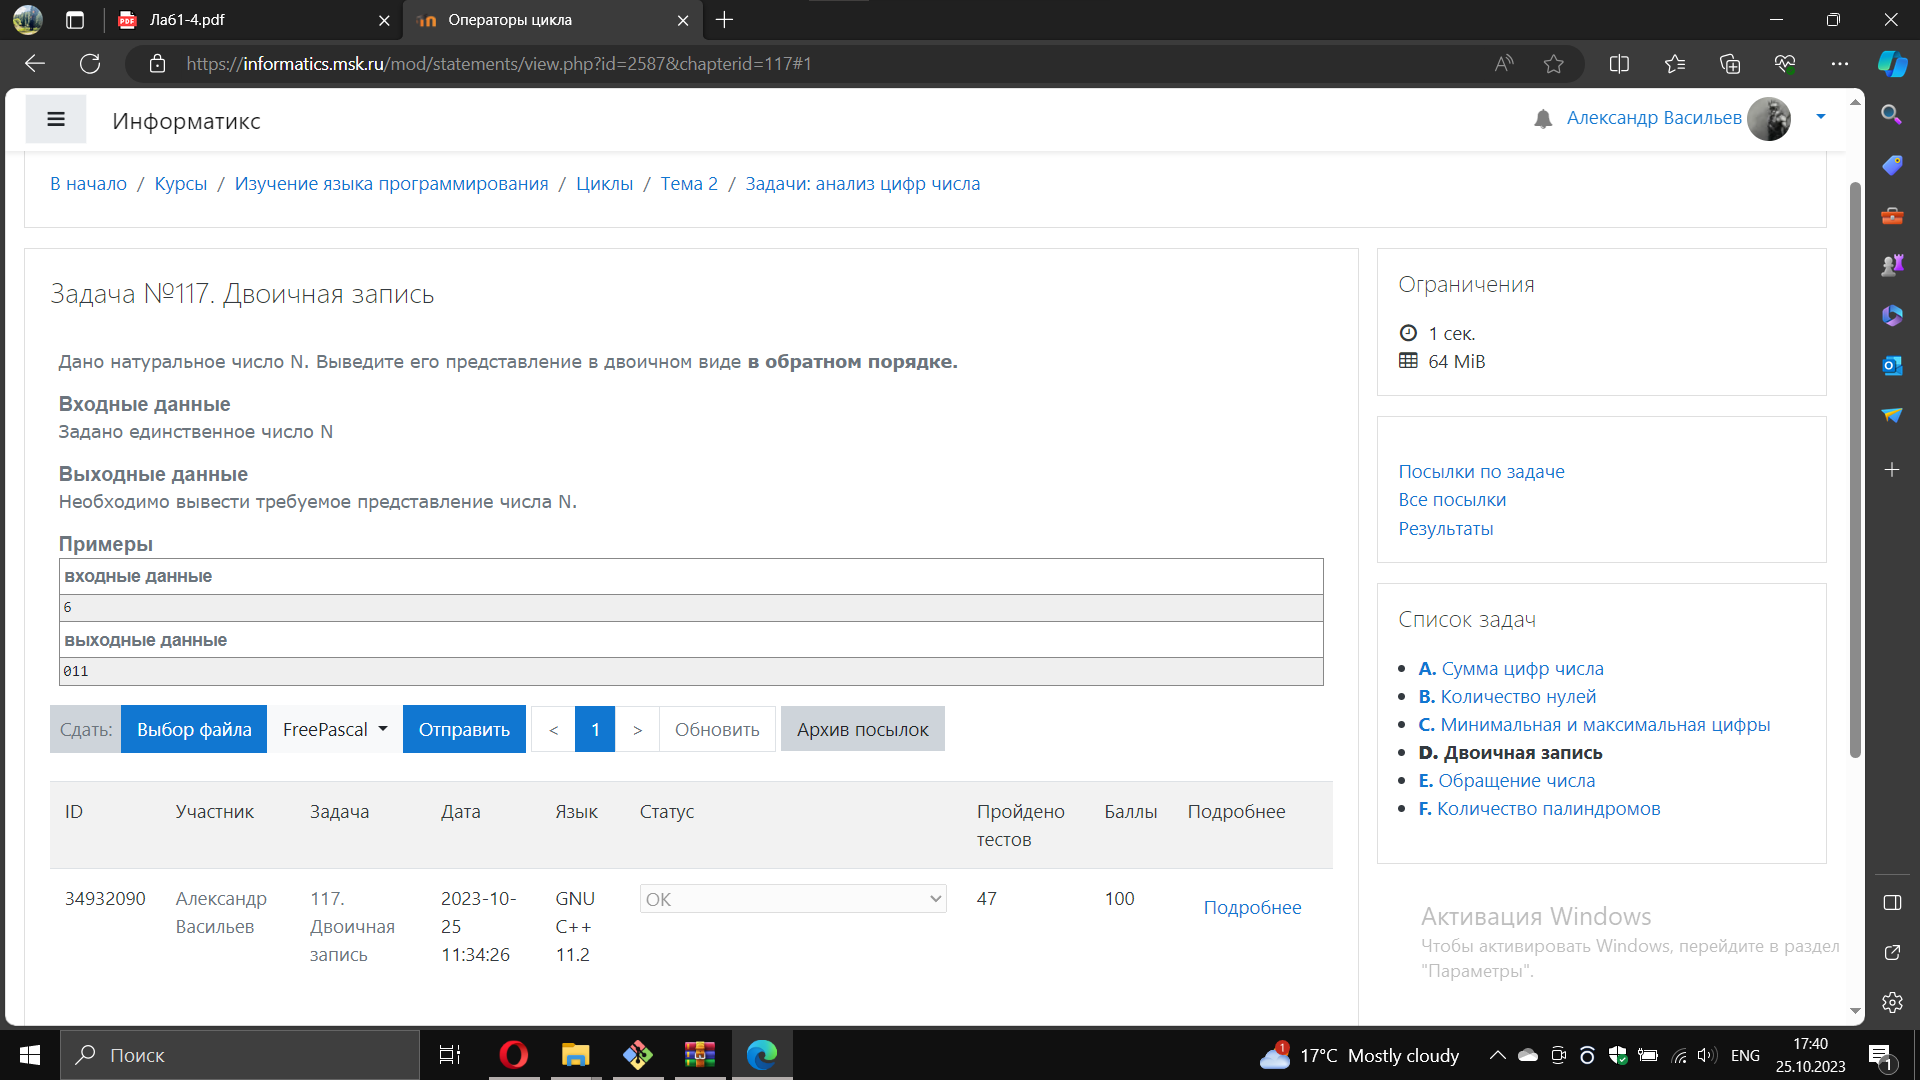 Ла61-4.pdf
Операторы цикла
https://informatics.msk.ru/mod/statements/view.php?id=2587&chapterid=117#1
Информатикс
Александр Васильев
В начало / Курсы / Изучение языка программирования / Циклы / Тема 2 / Задачи: анализ цифр числа
Задача №117. Двоичная запись
Дано натуральное число N. Выведите его представление в двоичном виде в обратном порядке.
Входные данные
Задано единственное число N
Выходные данные
Необходимо вывести требуемое представление числа N.
Примеры
входные данные
6
выходные данные
011
Сдать: Выбор файла FreePascal Отправить < 1 > Обновить Архив посылок
ID Участник Задача Дата Язык Статус Пройдено тестов Баллы Подробнее
34932090 Александр Васильев 117. Двоичная запись 2023-10-25 11:34:26 GNU C++ 11.2 OK 47 100 Подробнее
Ограничения
1 сек.
64 MiB
Посылки по задаче
Все посылки
Результаты
Список задач
A. Сумма цифр числа
B. Количество нулей
C. Минимальная и максимальная цифры
D. Двоичная запись
E. Обращение числа
F. Количество палиндромов
Активация Windows
Чтобы активировать Windows, перейдите в раздел
"Параметры".
Поиск
1
17°C Mostly cloudy
ENG
17:40
25.10.2023
1